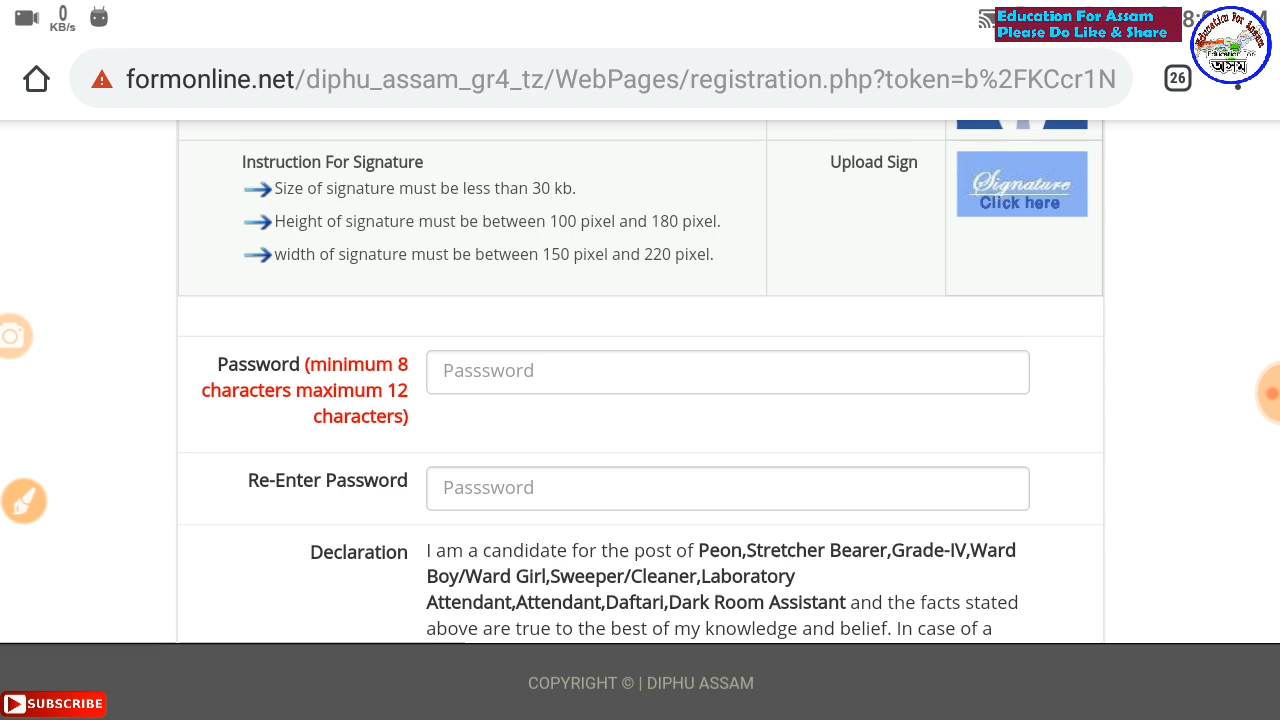 0
KB/s
Education For Assam
Please Do Like & Share
Education For Assam
অসম
formonline.net/diphu_assam_gr4_tz/WebPages/registration.php?token=b%2FKCcr1N
26
Instruction For Signature
Size of signature must be less than 30 kb.
Height of signature must be between 100 pixel and 180 pixel.
width of signature must be between 150 pixel and 220 pixel.
Upload Sign
Signature
Click here
Password (minimum 8
characters maximum 12
characters)
Passsword
Re-Enter Password
Passsword
Declaration
I am a candidate for the post of Peon,Stretcher Bearer,Grade-IV,Ward
Boy/Ward Girl,Sweeper/Cleaner,Laboratory
Attendant,Attendant,Daftari,Dark Room Assistant and the facts stated
above are true to the best of my knowledge and belief. In case of a
COPYRIGHT © | DIPHU ASSAM
SUBSCRIBE